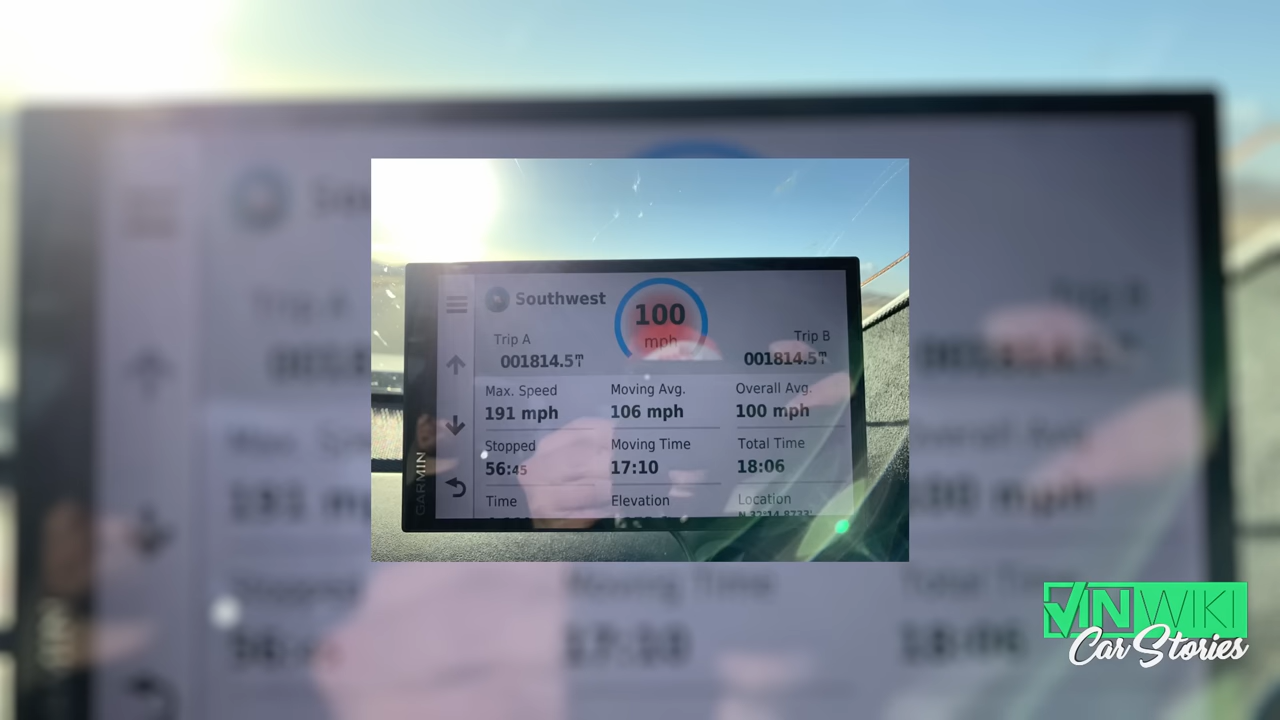 Southwest
100
mph
Trip A
001814.5
Trip B
001814.5
Max. Speed
191 mph
Moving Avg.
106 mph
Overall Avg.
100 mph
Stopped
56:45
Moving Time
17:10
Total Time
18:06
Time
Elevation
Location
GARMIN
VINWIKI
Car Stories